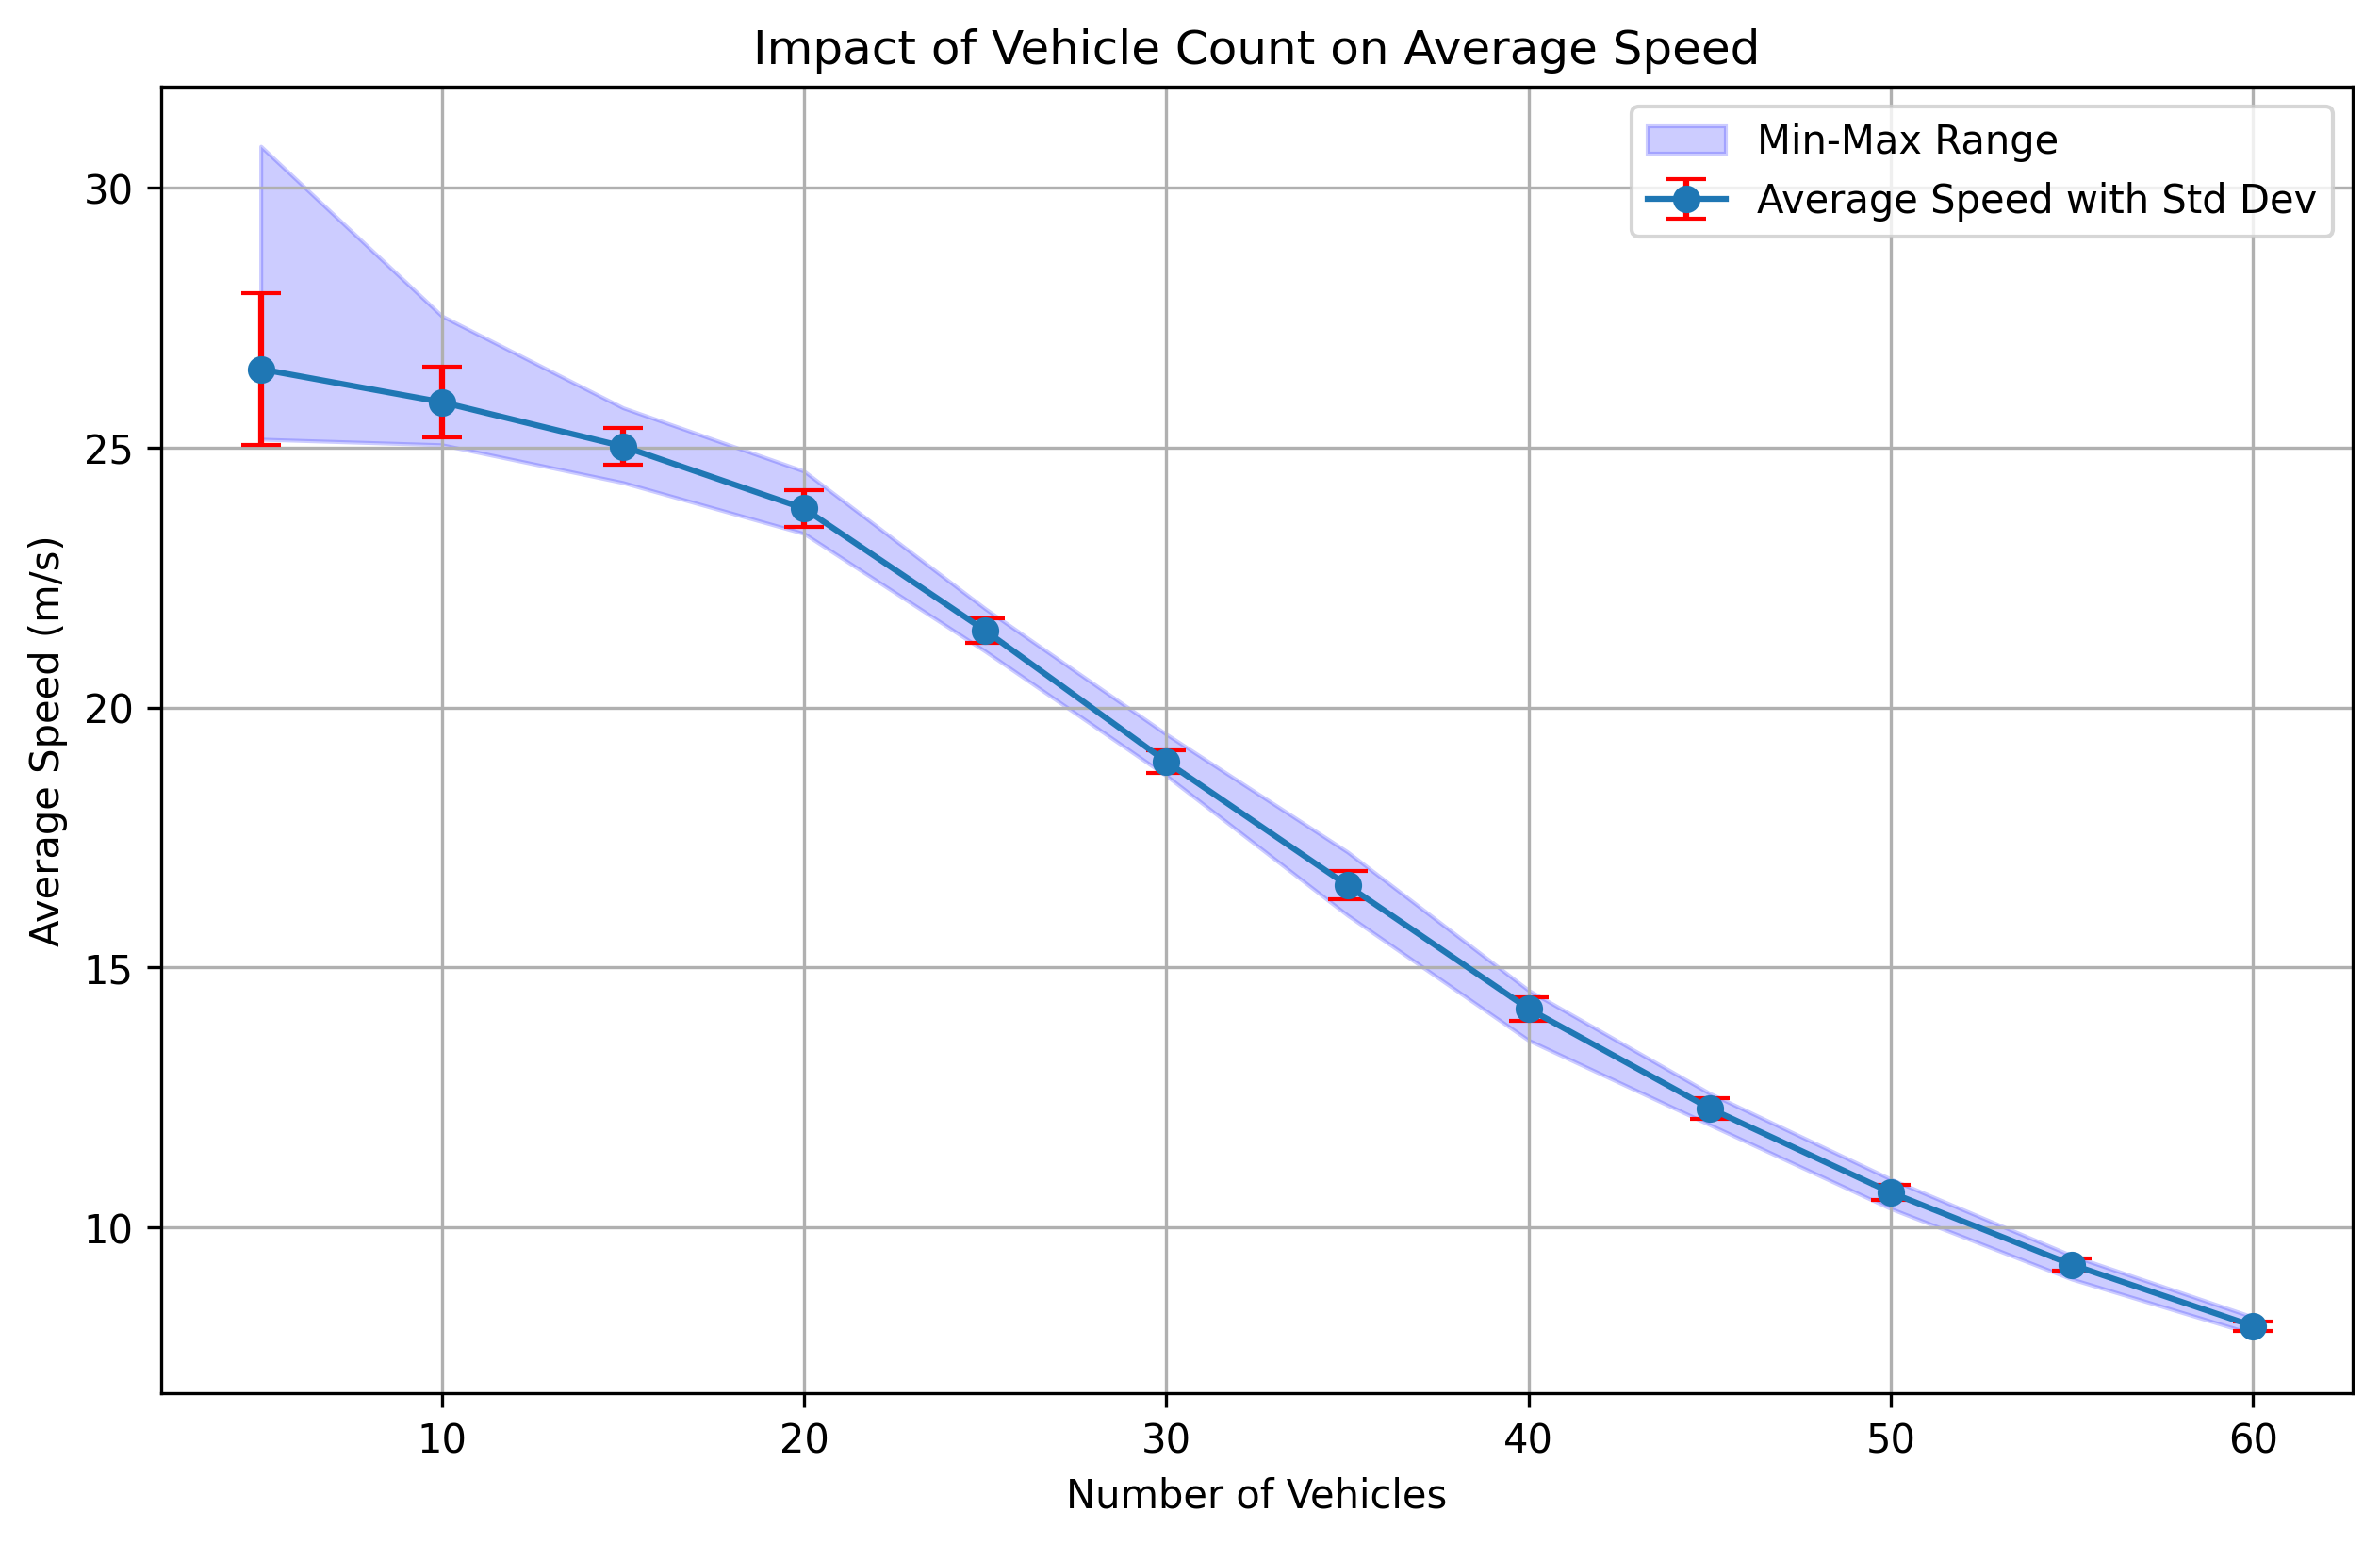 Impact of Vehicle Count on Average Speed
Min-Max Range
Average Speed with Std Dev
Average Speed (m/s)
30
25
20
15
10
10
20
30
40
50
60
Number of Vehicles